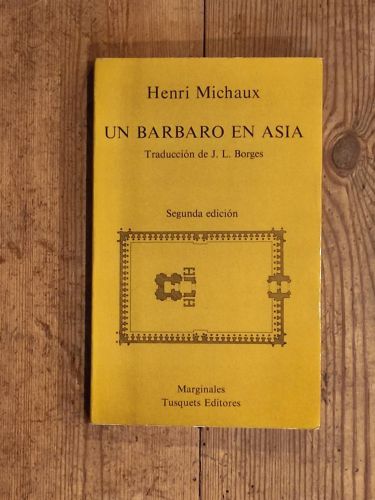 Henri Michaux
UN BARBARO EN ASIA
Traducción de J. L. Borges
Segunda edición
Marginales
Tusquets Editores